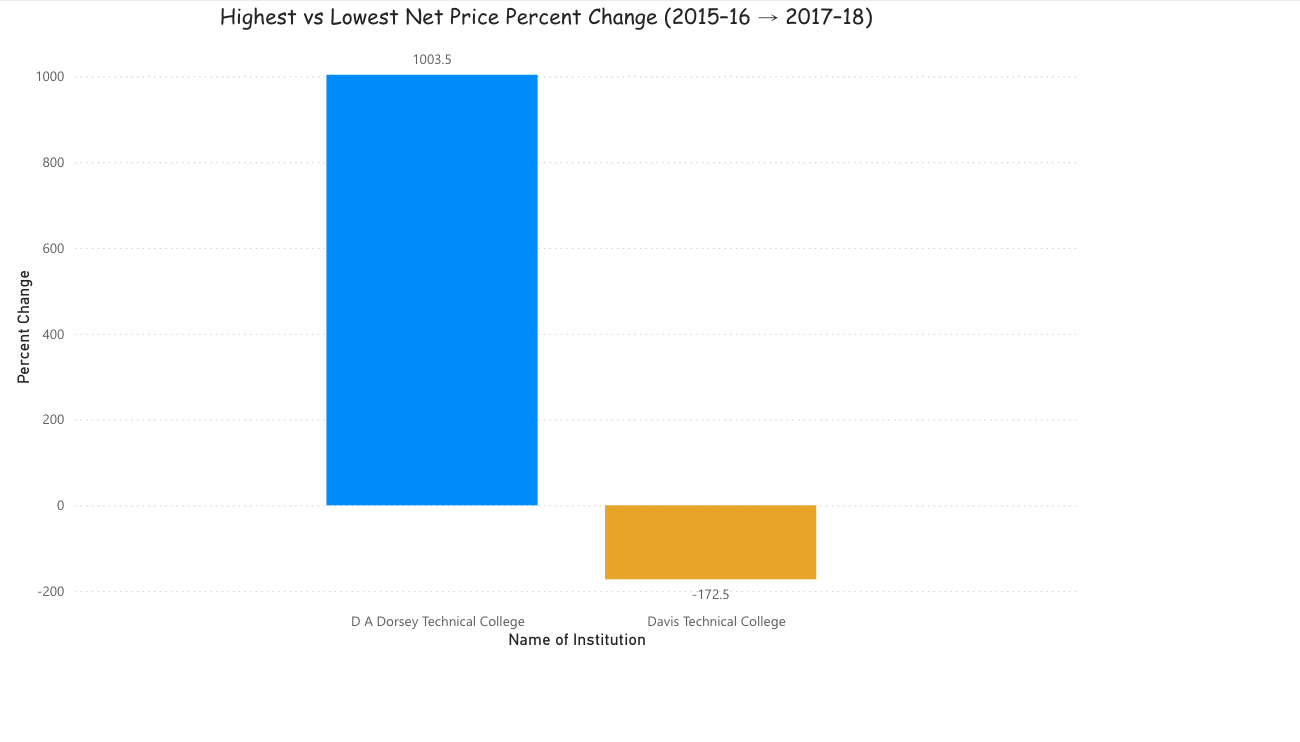 Highest vs Lowest Net Price Percent Change (2015–16 → 2017–18)
1003.5
1000
800
600
400
200
0
-200
Percent Change
-172.5
D A Dorsey Technical College
Davis Technical College
Name of Institution